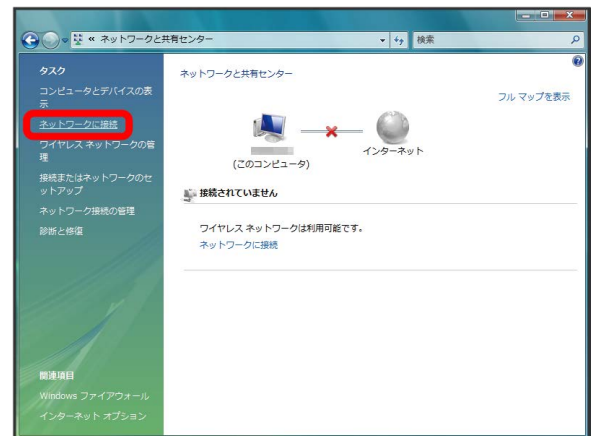 « ネットワークと共有センター
検索
タスク
コンピュータとデバイスの表
示
ネットワークに接続
ワイヤレス ネットワークの管
理
接続またはネットワークのセ
ットアップ
ネットワーク接続の管理
診断と修復
関連項目
Windows ファイアウォール
インターネット オプション
ネットワークと共有センター
フル マップを表示
(このコンピュータ)
インターネット
接続されていません
ワイヤレス ネットワークは利用可能です。
ネットワークに接続